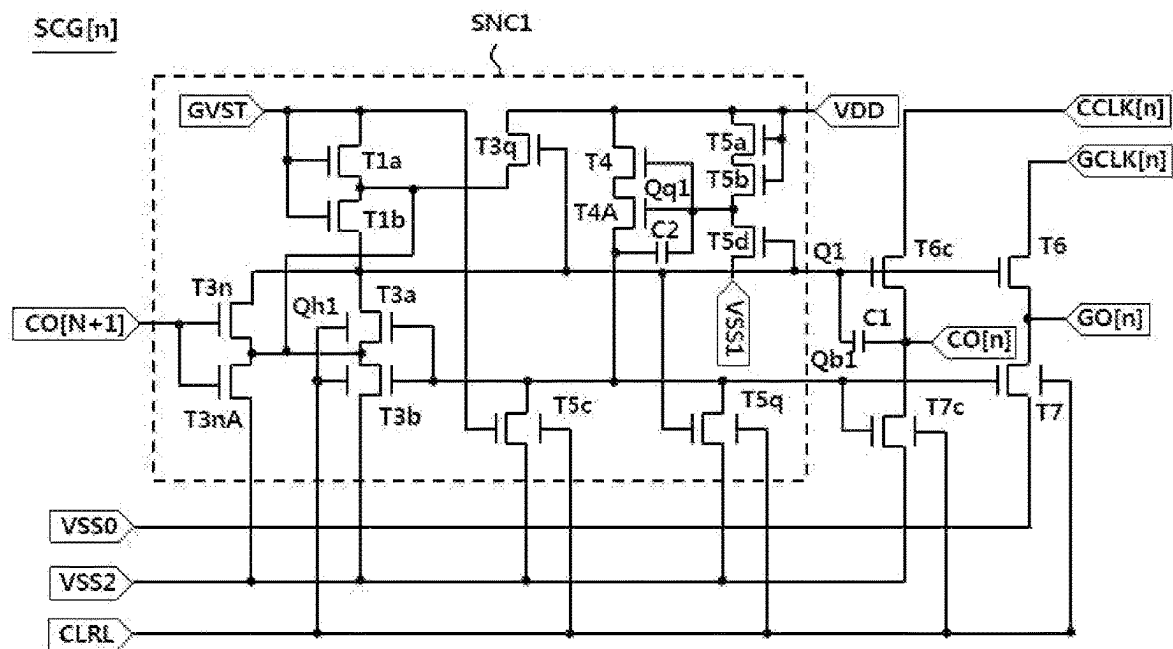 SCG[n]
SNC1
GVST
VDD
CCLK[n]
T1a
T3q
T4
T5a
GCLK[n]
Qq1
T5b
T1b
T4A
C2
T5d
Q1
T6c
T6
T3n
Qh1
T3a
VSS1
CO[N+1]
C1
GO[n]
CO[n]
Qb1
T3nA
T3b
T5c
T5q
T7c
T7
VSS0
VSS2
CLRL